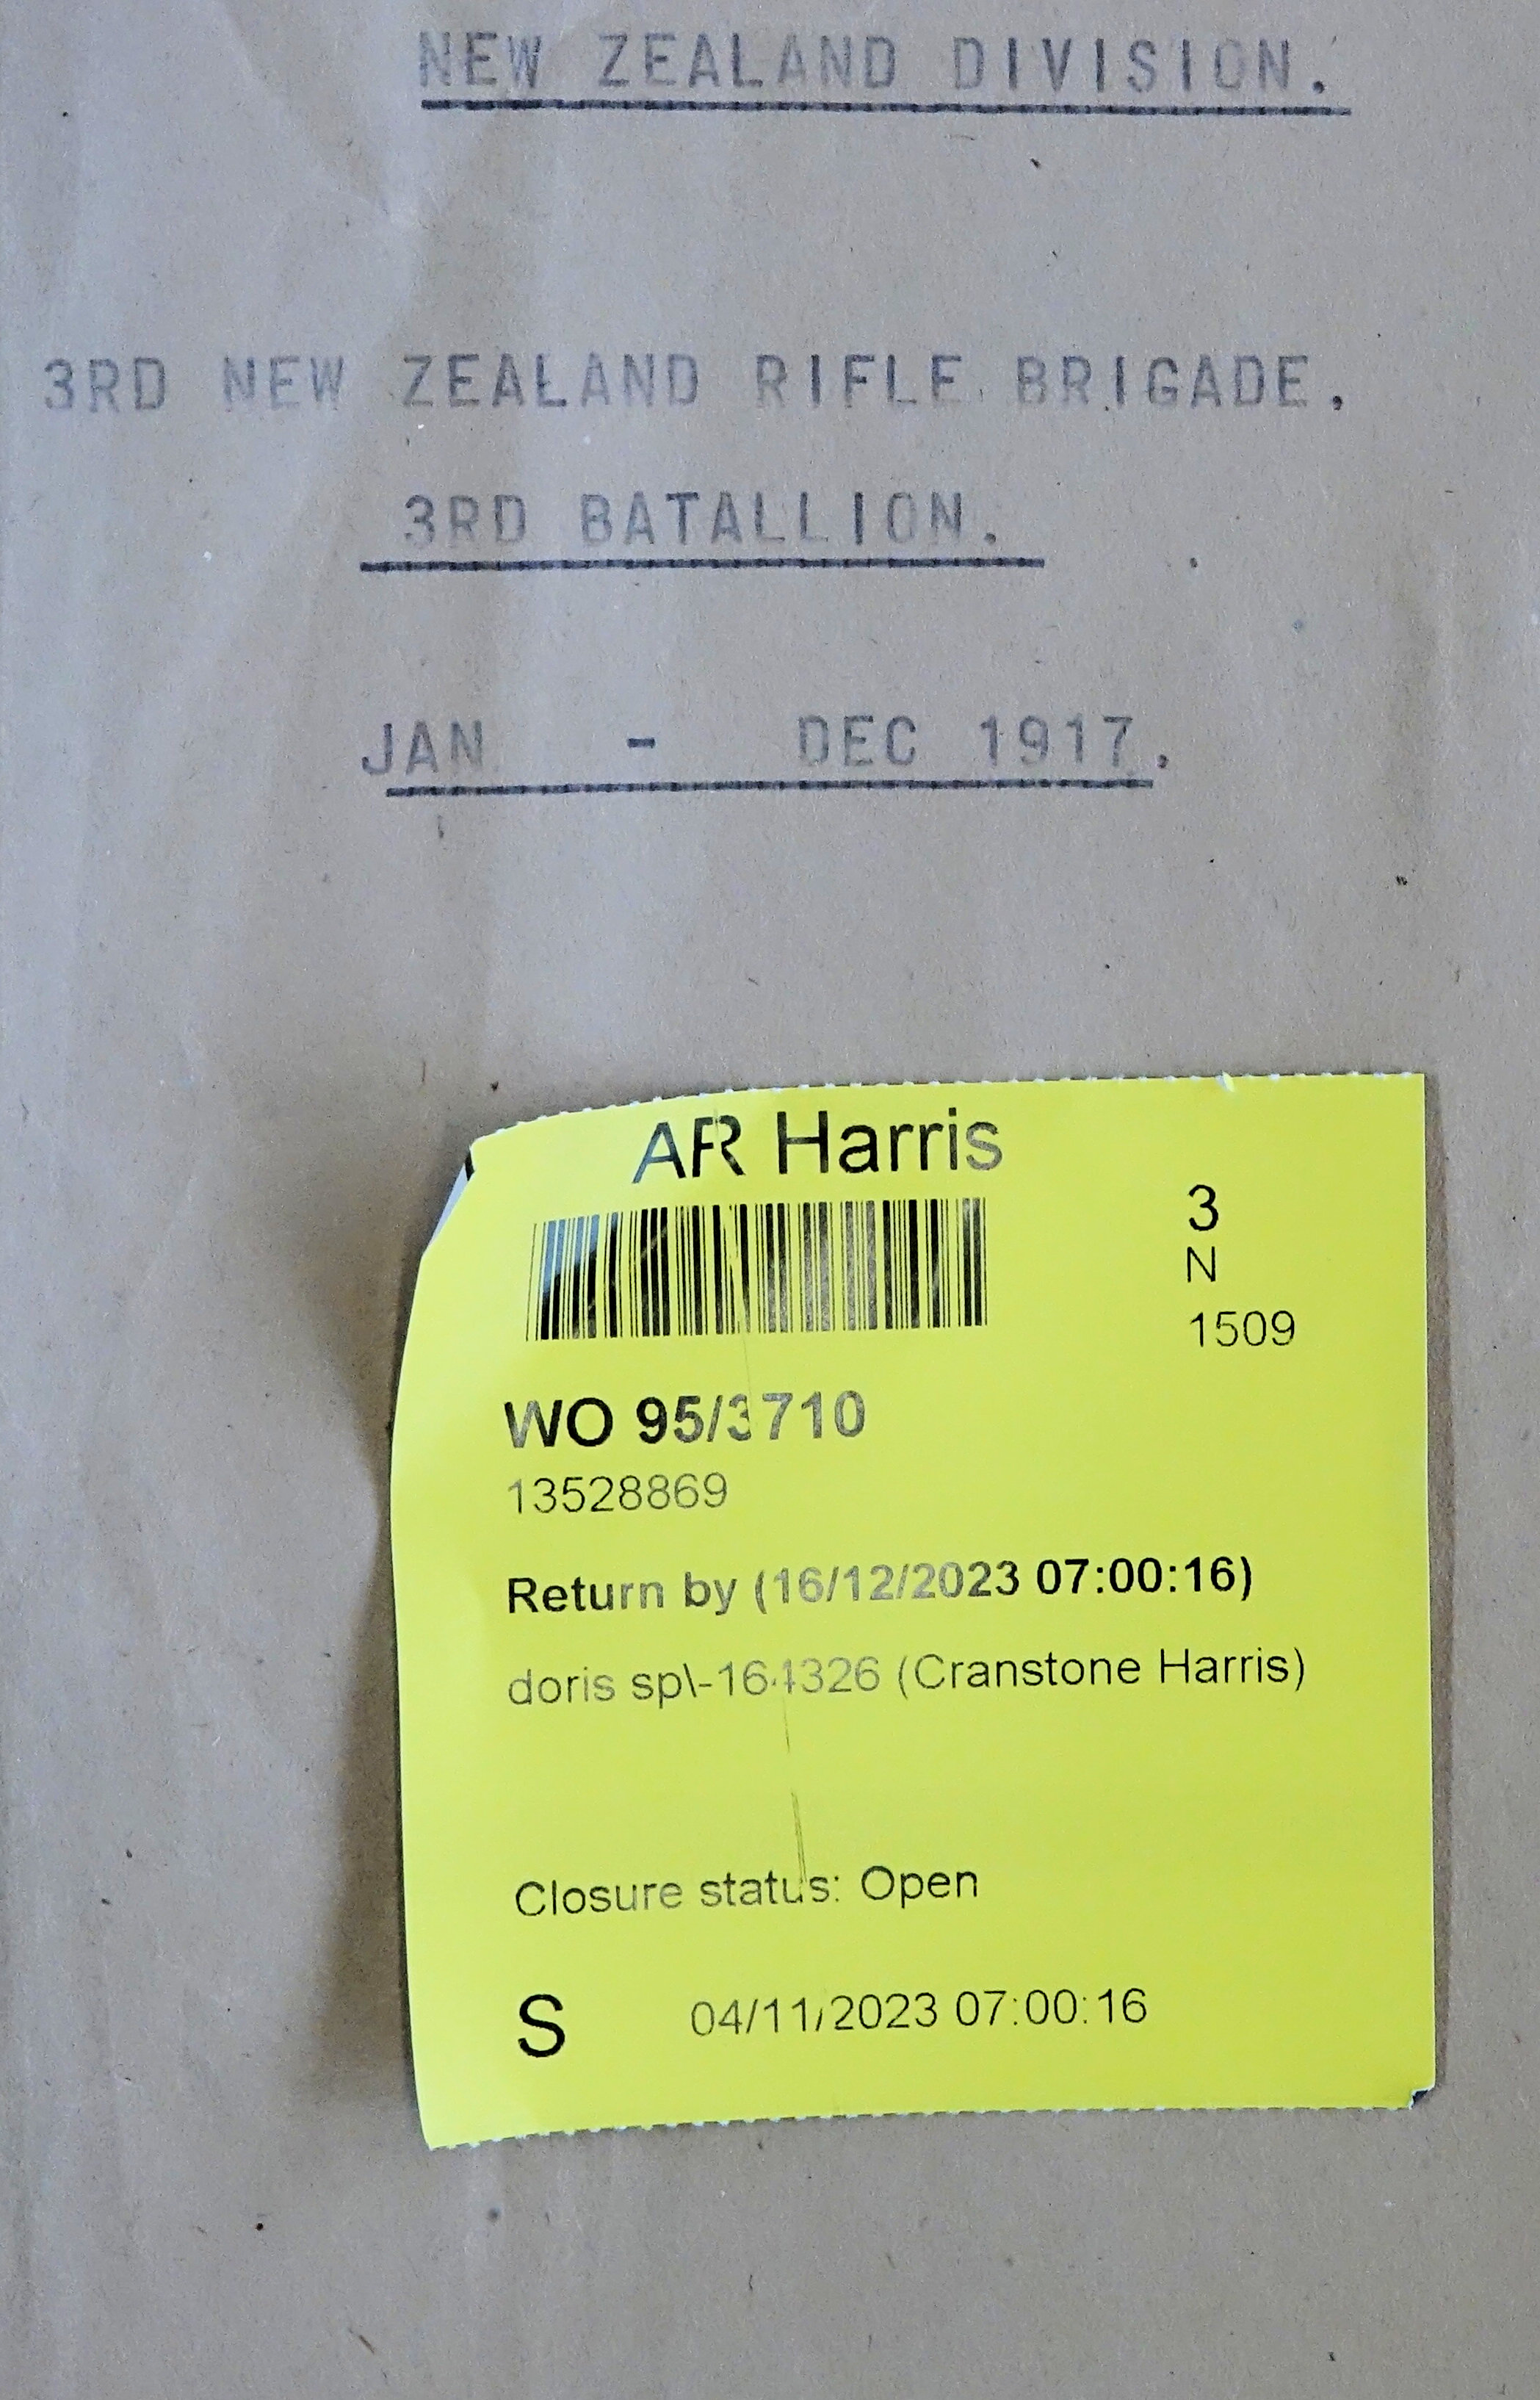 NEW ZEALAND DIVISION.
3RD NEW ZEALAND RIFLE BRIGADE.
3RD BATALLION.
JAN - DEC 1917.
AR Harris
3
N
1509
WO 95/3710
13528869
Return by (16/12/2023 07:00:16)
doris sp\-164326 (Cranstone Harris)
Closure status: Open
S 04/11/2023 07:00:16